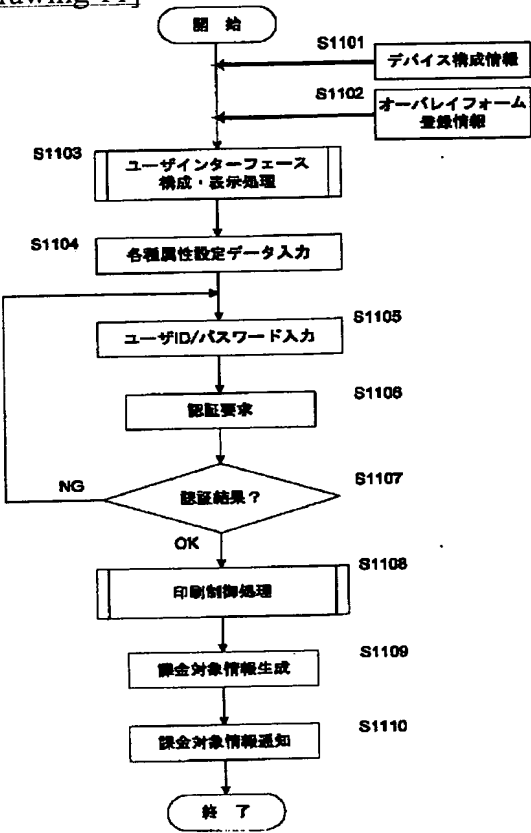 開 始
S1101
デバイス構成情報
S1102
オーバレイフォーム
登録情報
S1103
ユーザインターフェース
構成・表示処理
S1104
各種属性設定データ入力
S1105
ユーザID/パスワード入力
S1106
認証要求
S1107
認証結果？
NG
OK
S1108
印刷制御処理
S1109
課金対象情報生成
S1110
課金対象情報通知
終 了